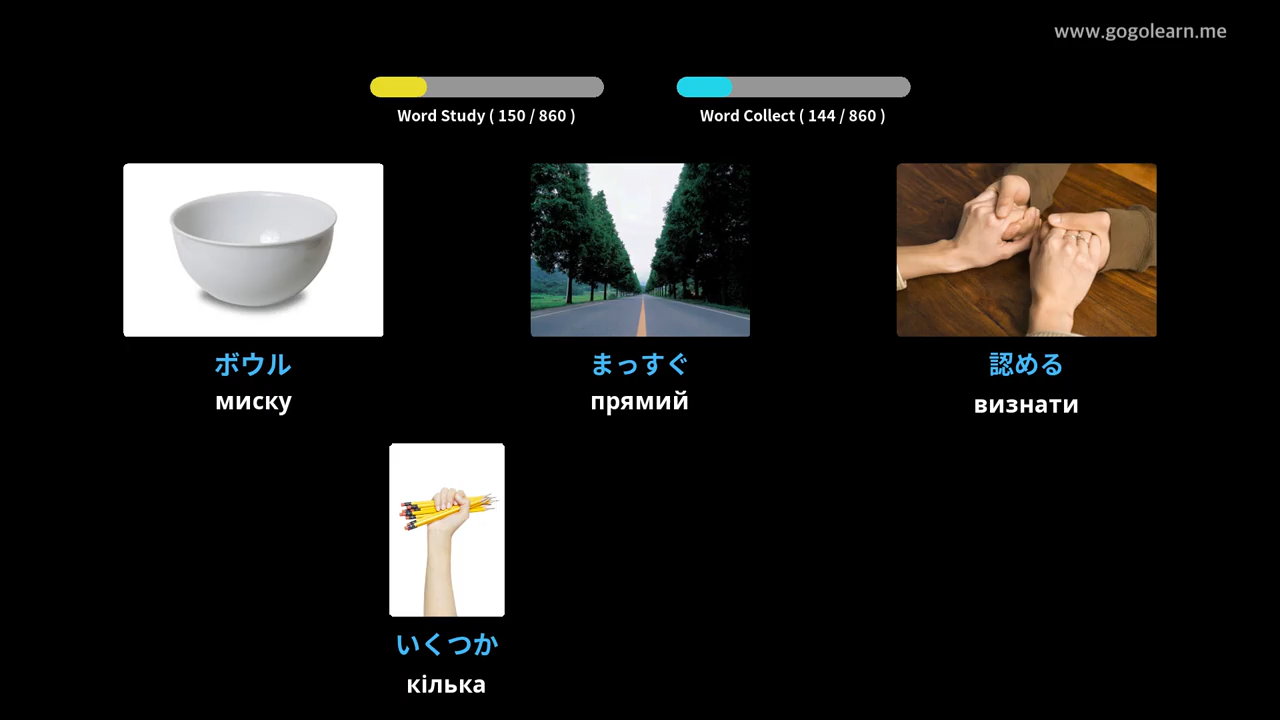 www.gogolearn.me
Word Study ( 150 / 860 )
Word Collect ( 144 / 860 )
ボウル
миску
まっすぐ
прямий
認める
визнати
いくつか
кілька